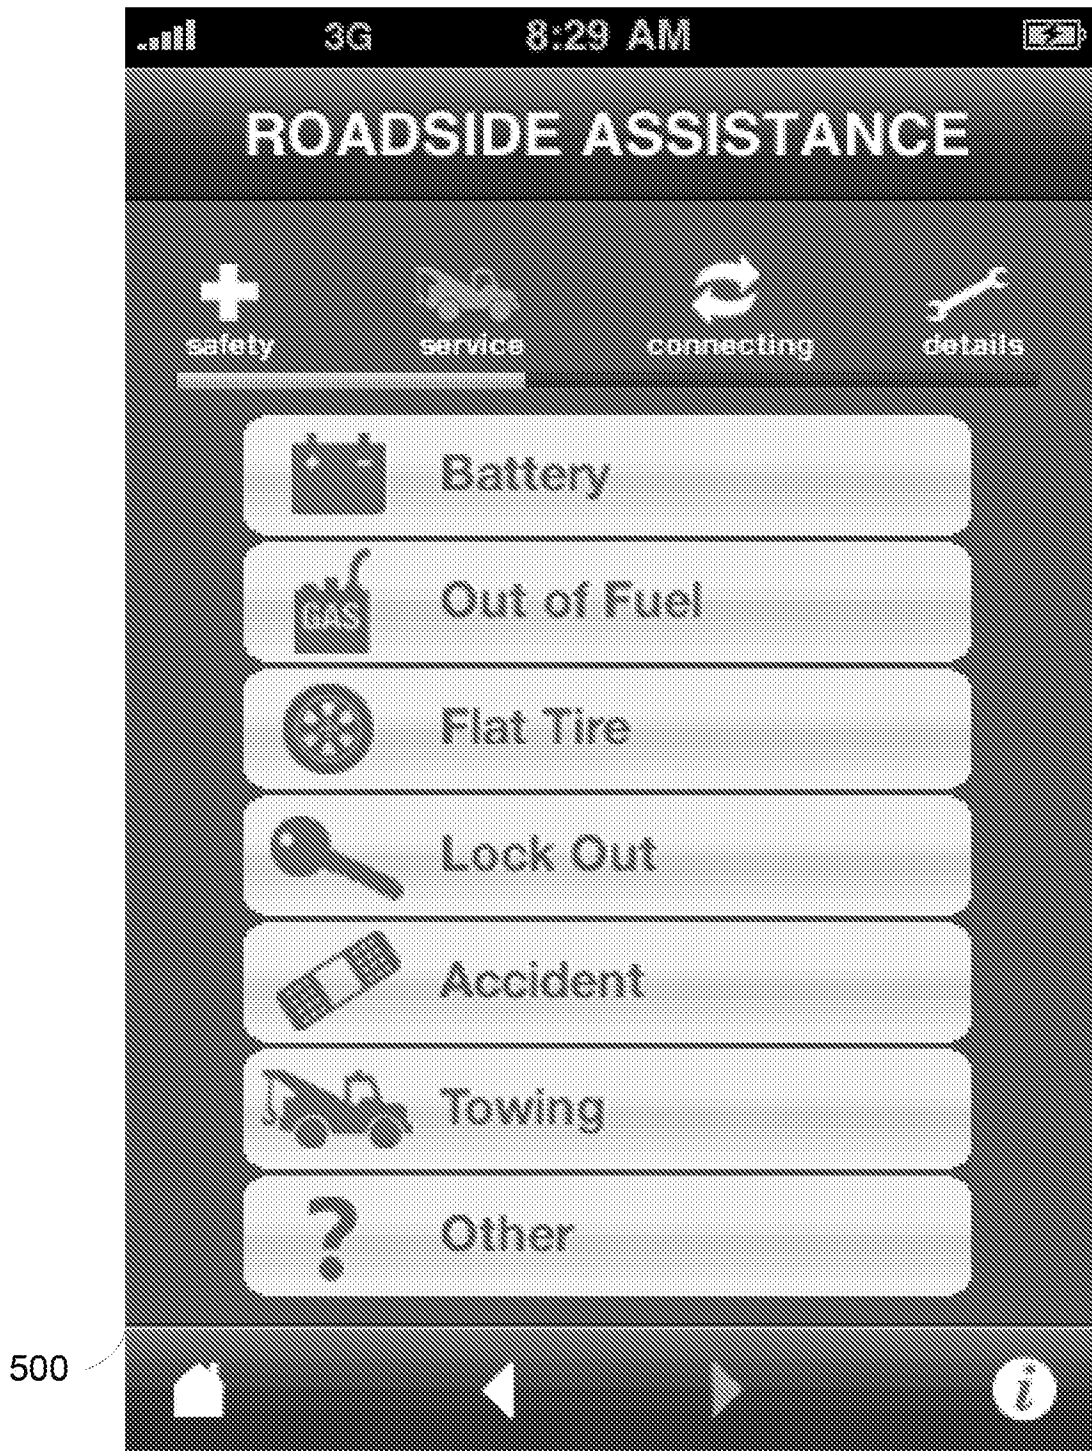 3G 8:29 AM
ROADSIDE ASSISTANCE
safety service connecting details
Battery
GAS
Out of Fuel
Flat Tire
Lock Out
Accident
Towing
? Other
500
i